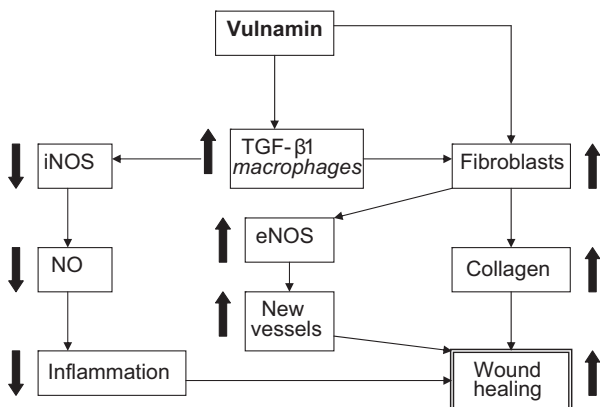 Vulnamin
TGF-β1
macrophages
iNOS
Fibroblasts
eNOS
NO
Collagen
New
vessels
Inflammation
Wound
healing